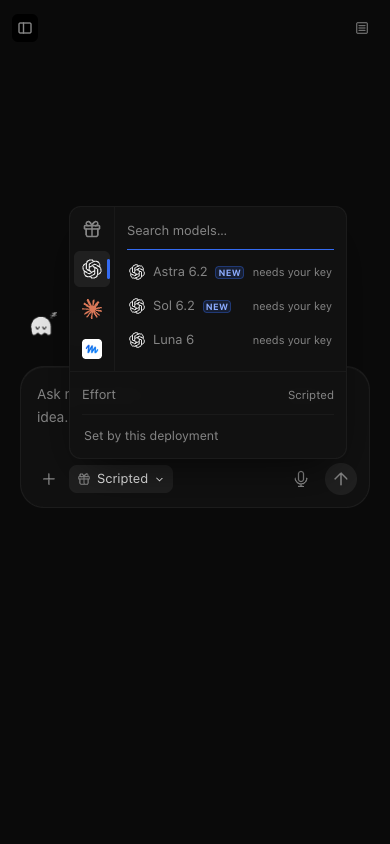 Search models...
Astra 6.2 NEW needs your key
Sol 6.2 NEW needs your key
Luna 6 needs your key
Effort Scripted
Set by this deployment
Ask
idea.
Scripted